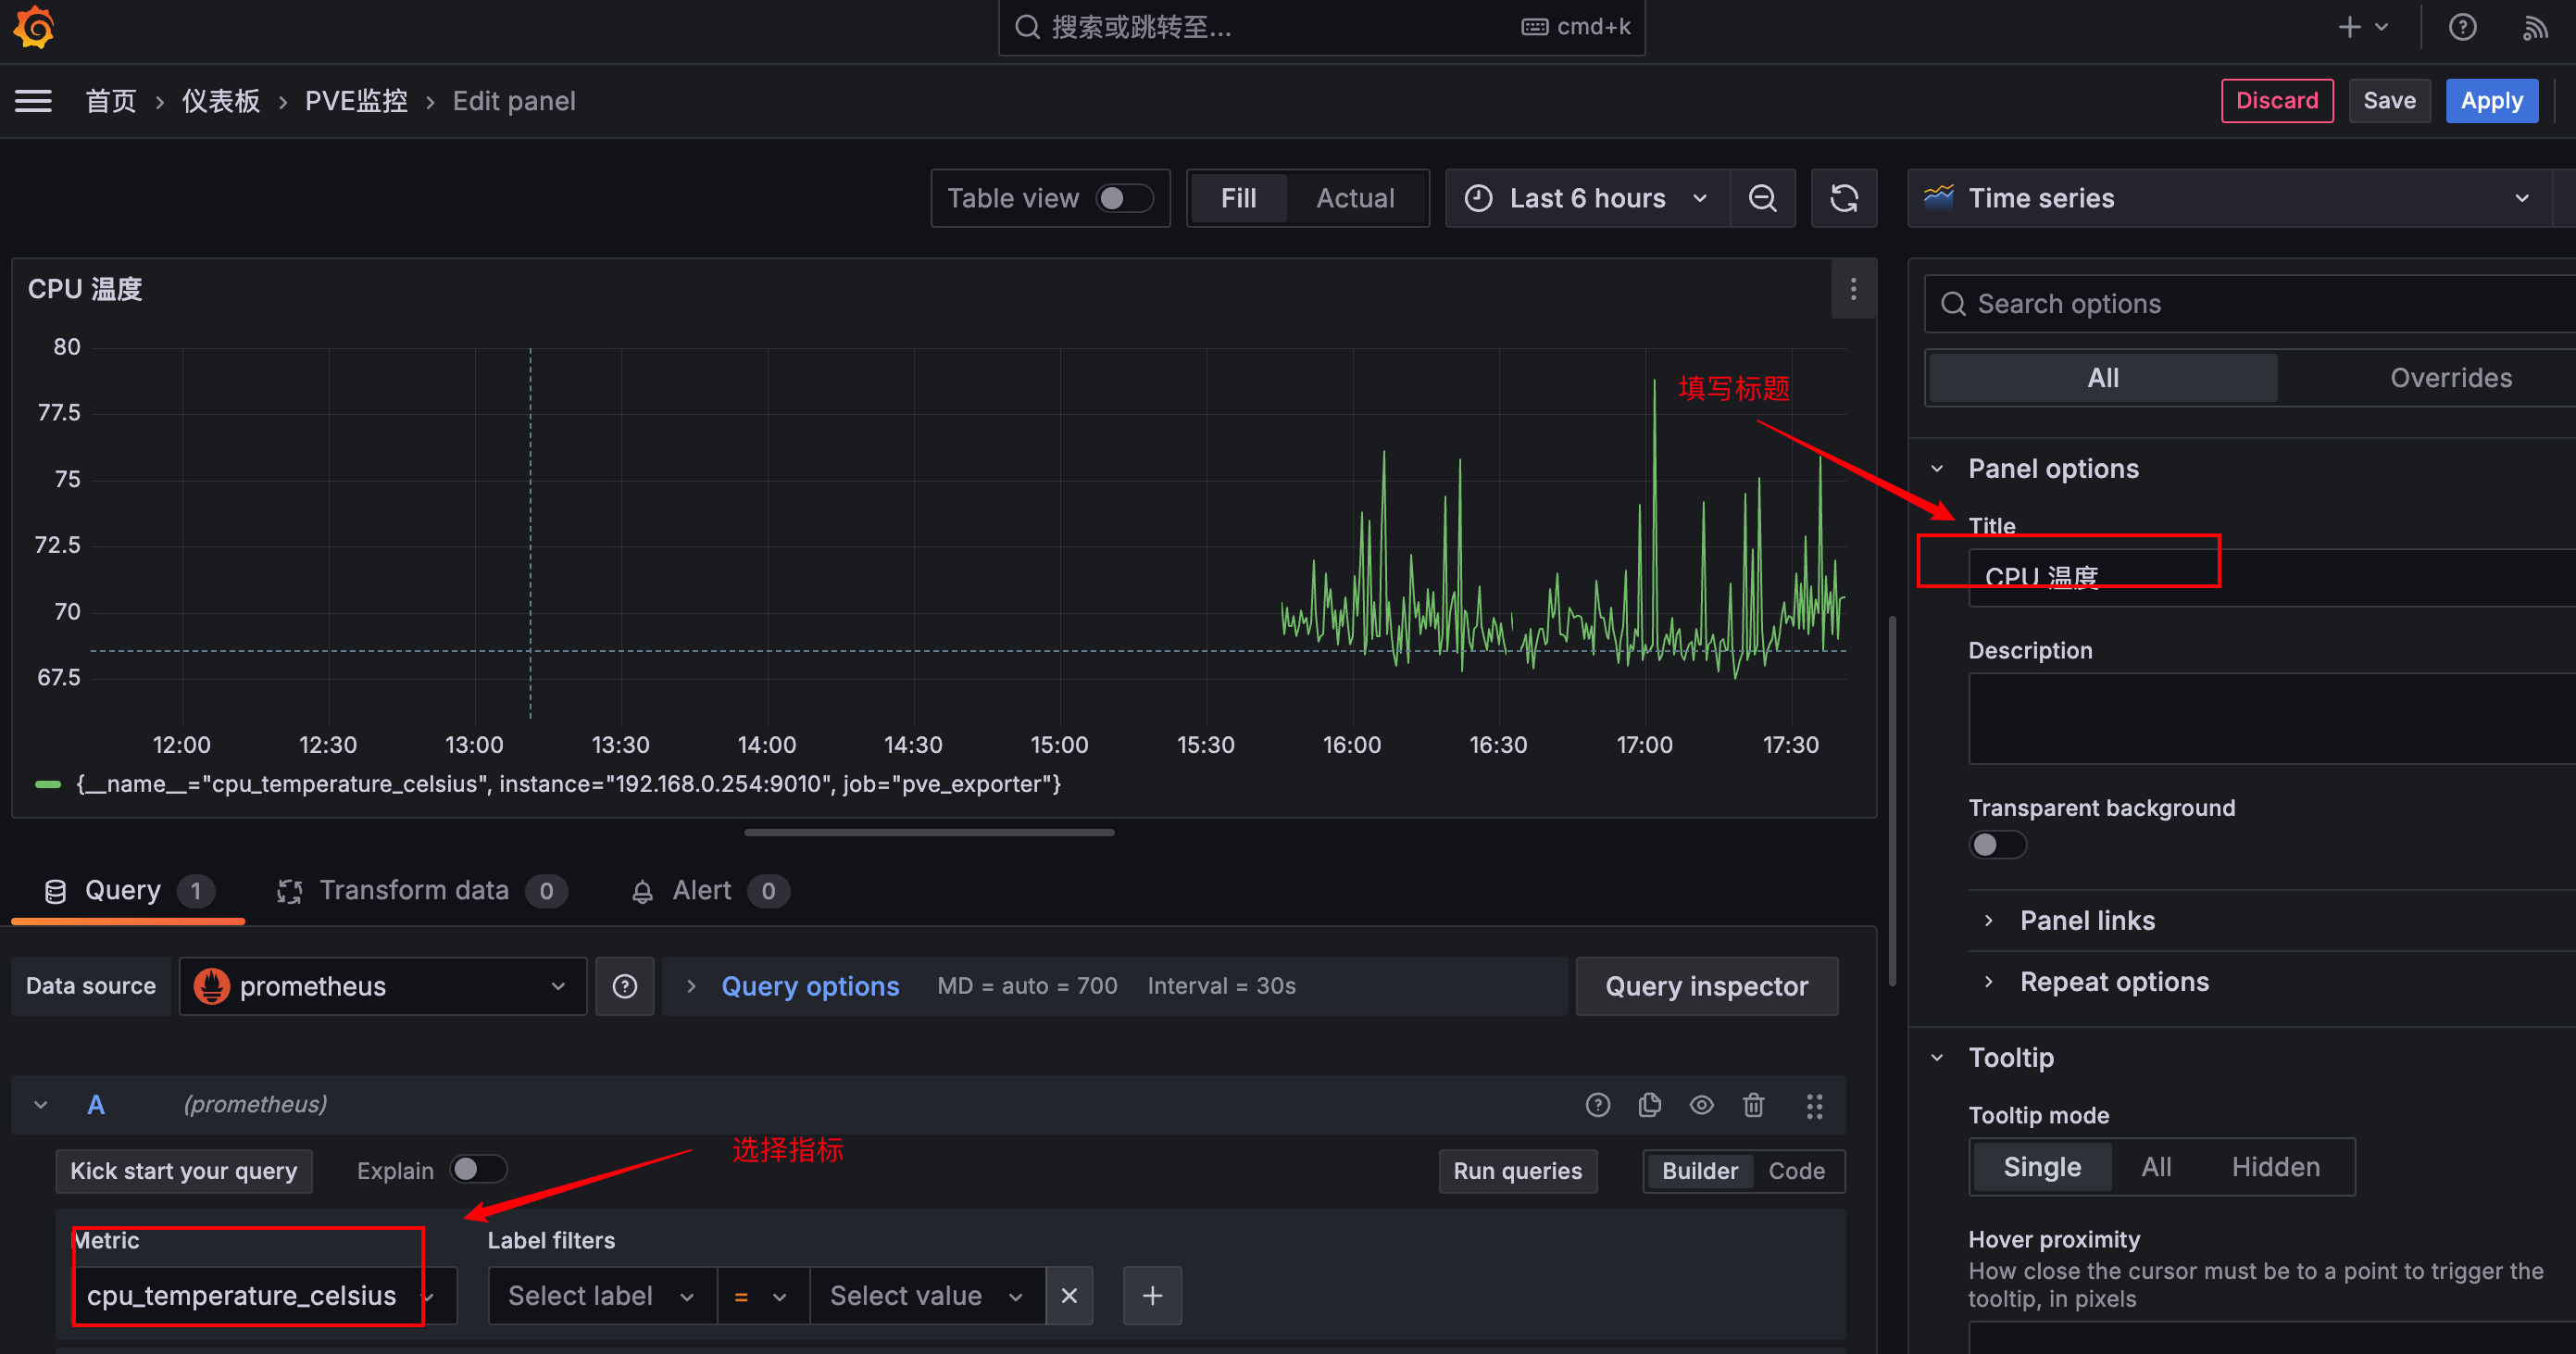 搜索或跳转至...
cmd+k
首页 › 仪表板 › PVE监控 › Edit panel
Discard
Save
Apply
Table view
Fill
Actual
Last 6 hours
Time series
CPU 温度
80
77.5
75
72.5
70
67.5
12:00
12:30
13:00
13:30
14:00
14:30
15:00
15:30
16:00
16:30
17:00
17:30
{__name__="cpu_temperature_celsius", instance="192.168.0.254:9010", job="pve_exporter"}
填写标题
Search options
All
Overrides
Panel options
Title
CPU 温度
Description
Transparent background
Panel links
Repeat options
Tooltip
Tooltip mode
Single
All
Hidden
Hover proximity
How close the cursor must be to a point to trigger the
tooltip, in pixels
Query 1
Transform data 0
Alert 0
Data source
prometheus
Query options
MD = auto = 700
Interval = 30s
Query inspector
A
(prometheus)
选择指标
Kick start your query
Explain
Run queries
Builder
Code
Metric
Label filters
cpu_temperature_celsius
Select label
=
Select value